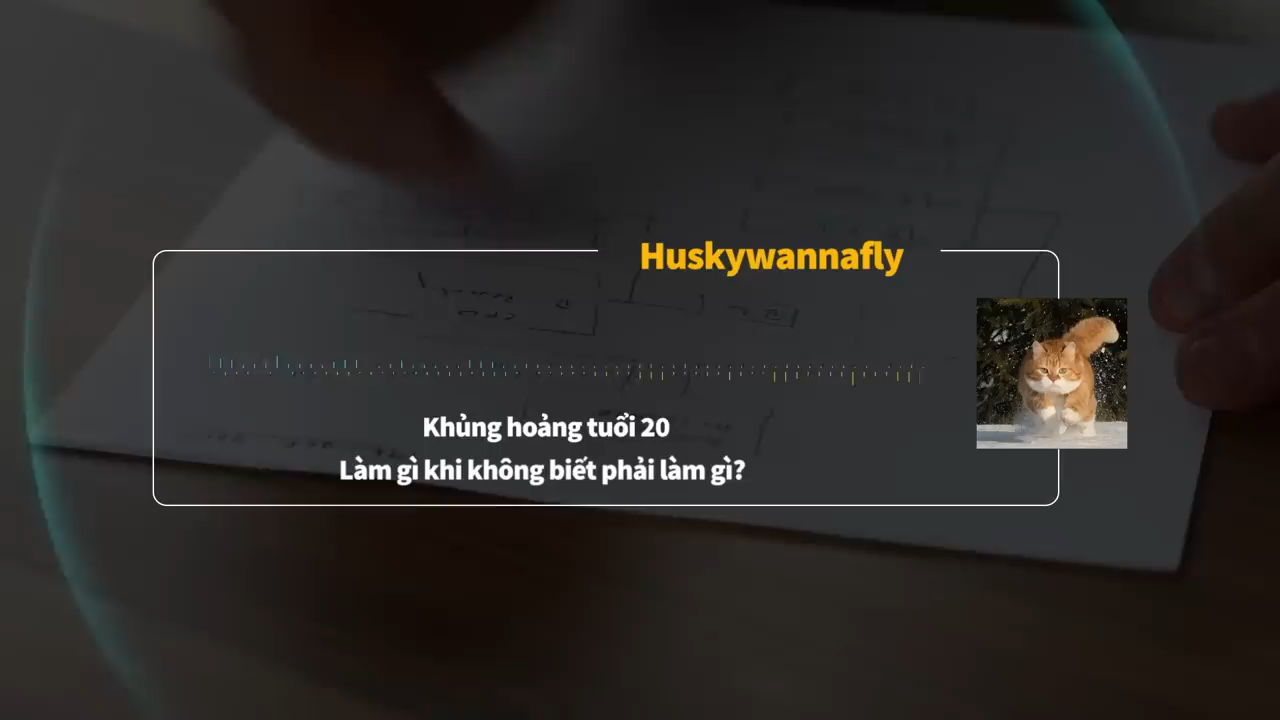 Huskywannafly
Khủng hoảng tuổi 20
Làm gì khi không biết phải làm gì?